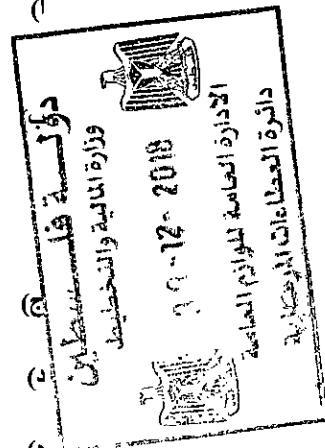 دولة فلسطين
وزارة المالية والتخطيط
12- 2018
الادارة العامة للوازم العامة
دائرة العطاءات المركزية